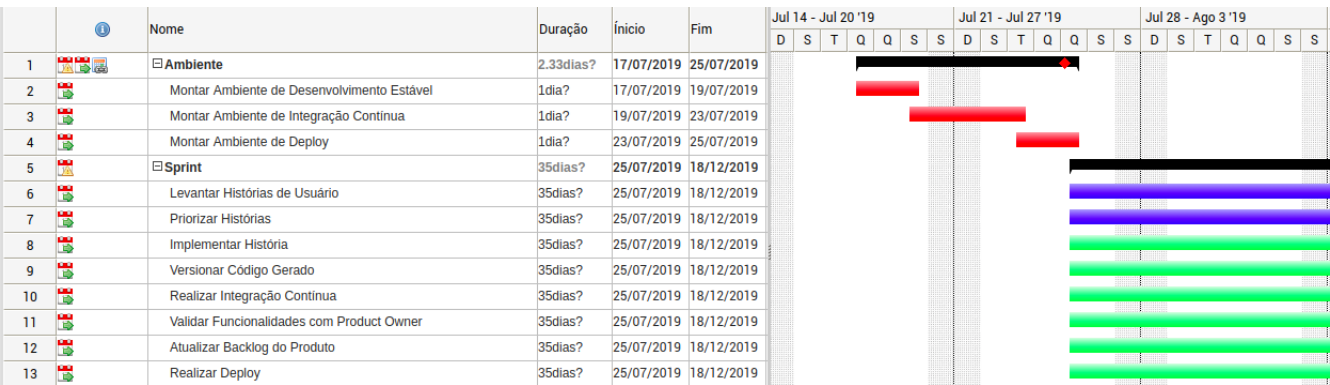 Nome Duração Ínicio Fim Jul 14 - Jul 20 '19 Jul 21 - Jul 27 '19 Jul 28 - Ago 3 '19
D S T Q Q S S D S T Q Q S S D S T Q Q S S
1 Ambiente 2.33dias? 17/07/2019 25/07/2019
2 Montar Ambiente de Desenvolvimento Estável 1dia? 17/07/2019 19/07/2019
3 Montar Ambiente de Integração Contínua 1dia? 19/07/2019 23/07/2019
4 Montar Ambiente de Deploy 1dia? 23/07/2019 25/07/2019
5 Sprint 35dias? 25/07/2019 18/12/2019
6 Levantar Histórias de Usuário 35dias? 25/07/2019 18/12/2019
7 Priorizar Histórias 35dias? 25/07/2019 18/12/2019
8 Implementar História 35dias? 25/07/2019 18/12/2019
9 Versionar Código Gerado 35dias? 25/07/2019 18/12/2019
10 Realizar Integração Contínua 35dias? 25/07/2019 18/12/2019
11 Validar Funcionalidades com Product Owner 35dias? 25/07/2019 18/12/2019
12 Atualizar Backlog do Produto 35dias? 25/07/2019 18/12/2019
13 Realizar Deploy 35dias? 25/07/2019 18/12/2019